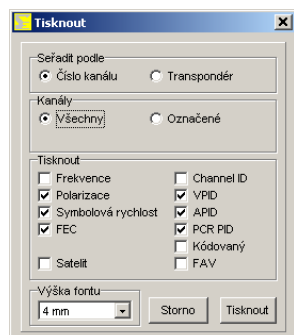 Tisknout
Seřadit podle
Číslo kanálu Transpondér
Kanály
Všechny Označené
Tisknout
Frekvence Channel ID
Polarizace VPID
Symbolová rychlost APID
FEC PCR PID
Kódovaný
Satelit FAV
Výška fontu
4 mm Storno Tisknout